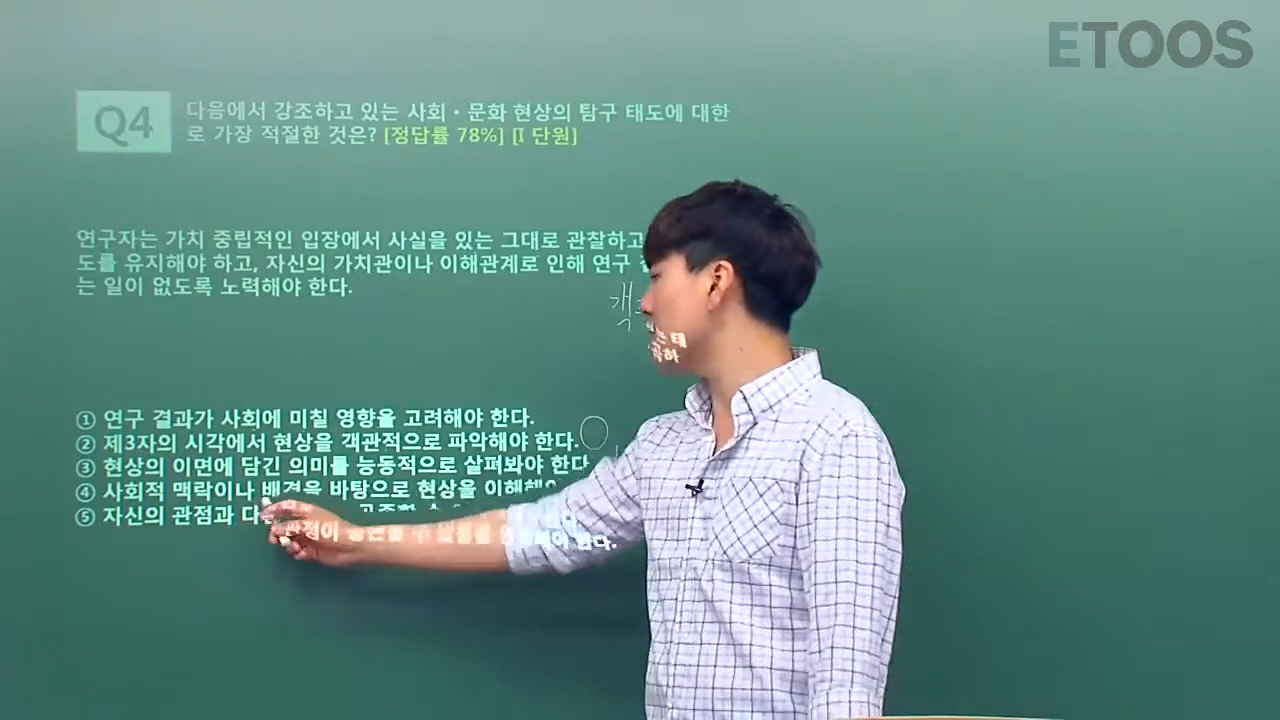 ETOOS
Q4
다음에서 강조하고 있는 사회·문화 현상의 탐구 태도에 대한
로 가장 적절한 것은? [정답률 78%] [I 단원]
연구자는 가치 중립적인 입장에서 사실을 있는 그대로 관찰하고
도를 유지해야 하고, 자신의 가치관이나 이해관계로 인해 연구
는 일이 없도록 노력해야 한다.
객
는 태
① 연구 결과가 사회에 미칠 영향을 고려해야 한다.
② 제3자의 시각에서 현상을 객관적으로 파악해야 한다.
③ 현상의 이면에 담긴 의미를 능동적으로 살펴봐야 한다
④ 사회적 맥락이나 배경을 바탕으로 현상을
⑤ 자신의 관점과
관점이 한다.